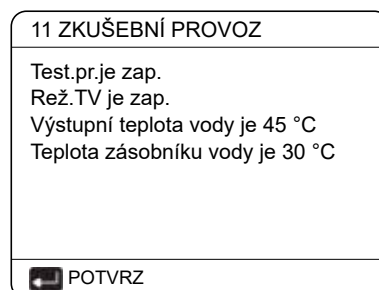 11 ZKUŠEBNÍ PROVOZ
Test.pr.je zap.
Rež.TV je zap.
Výstupní teplota vody je 45 °C
Teplota zásobníku vody je 30 °C
POTVRZ